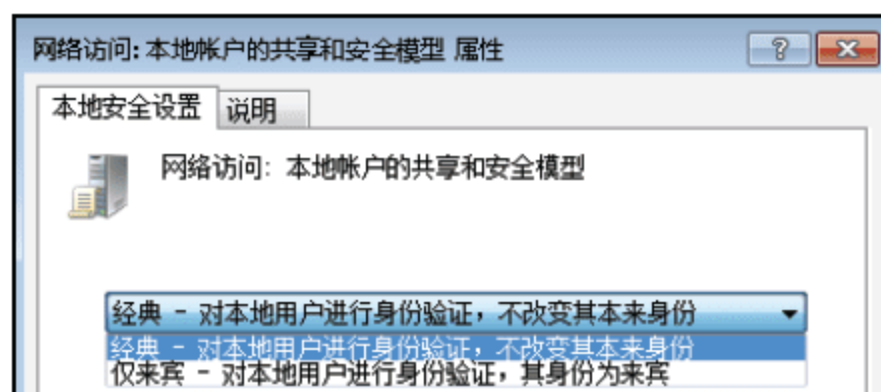 网络访问: 本地帐户的共享和安全模型 属性
本地安全设置 说明
网络访问: 本地帐户的共享和安全模型
经典 - 对本地用户进行身份验证，不改变其本来身份
经典 - 对本地用户进行身份验证，不改变其本来身份
仅来宾 - 对本地用户进行身份验证，其身份为来宾